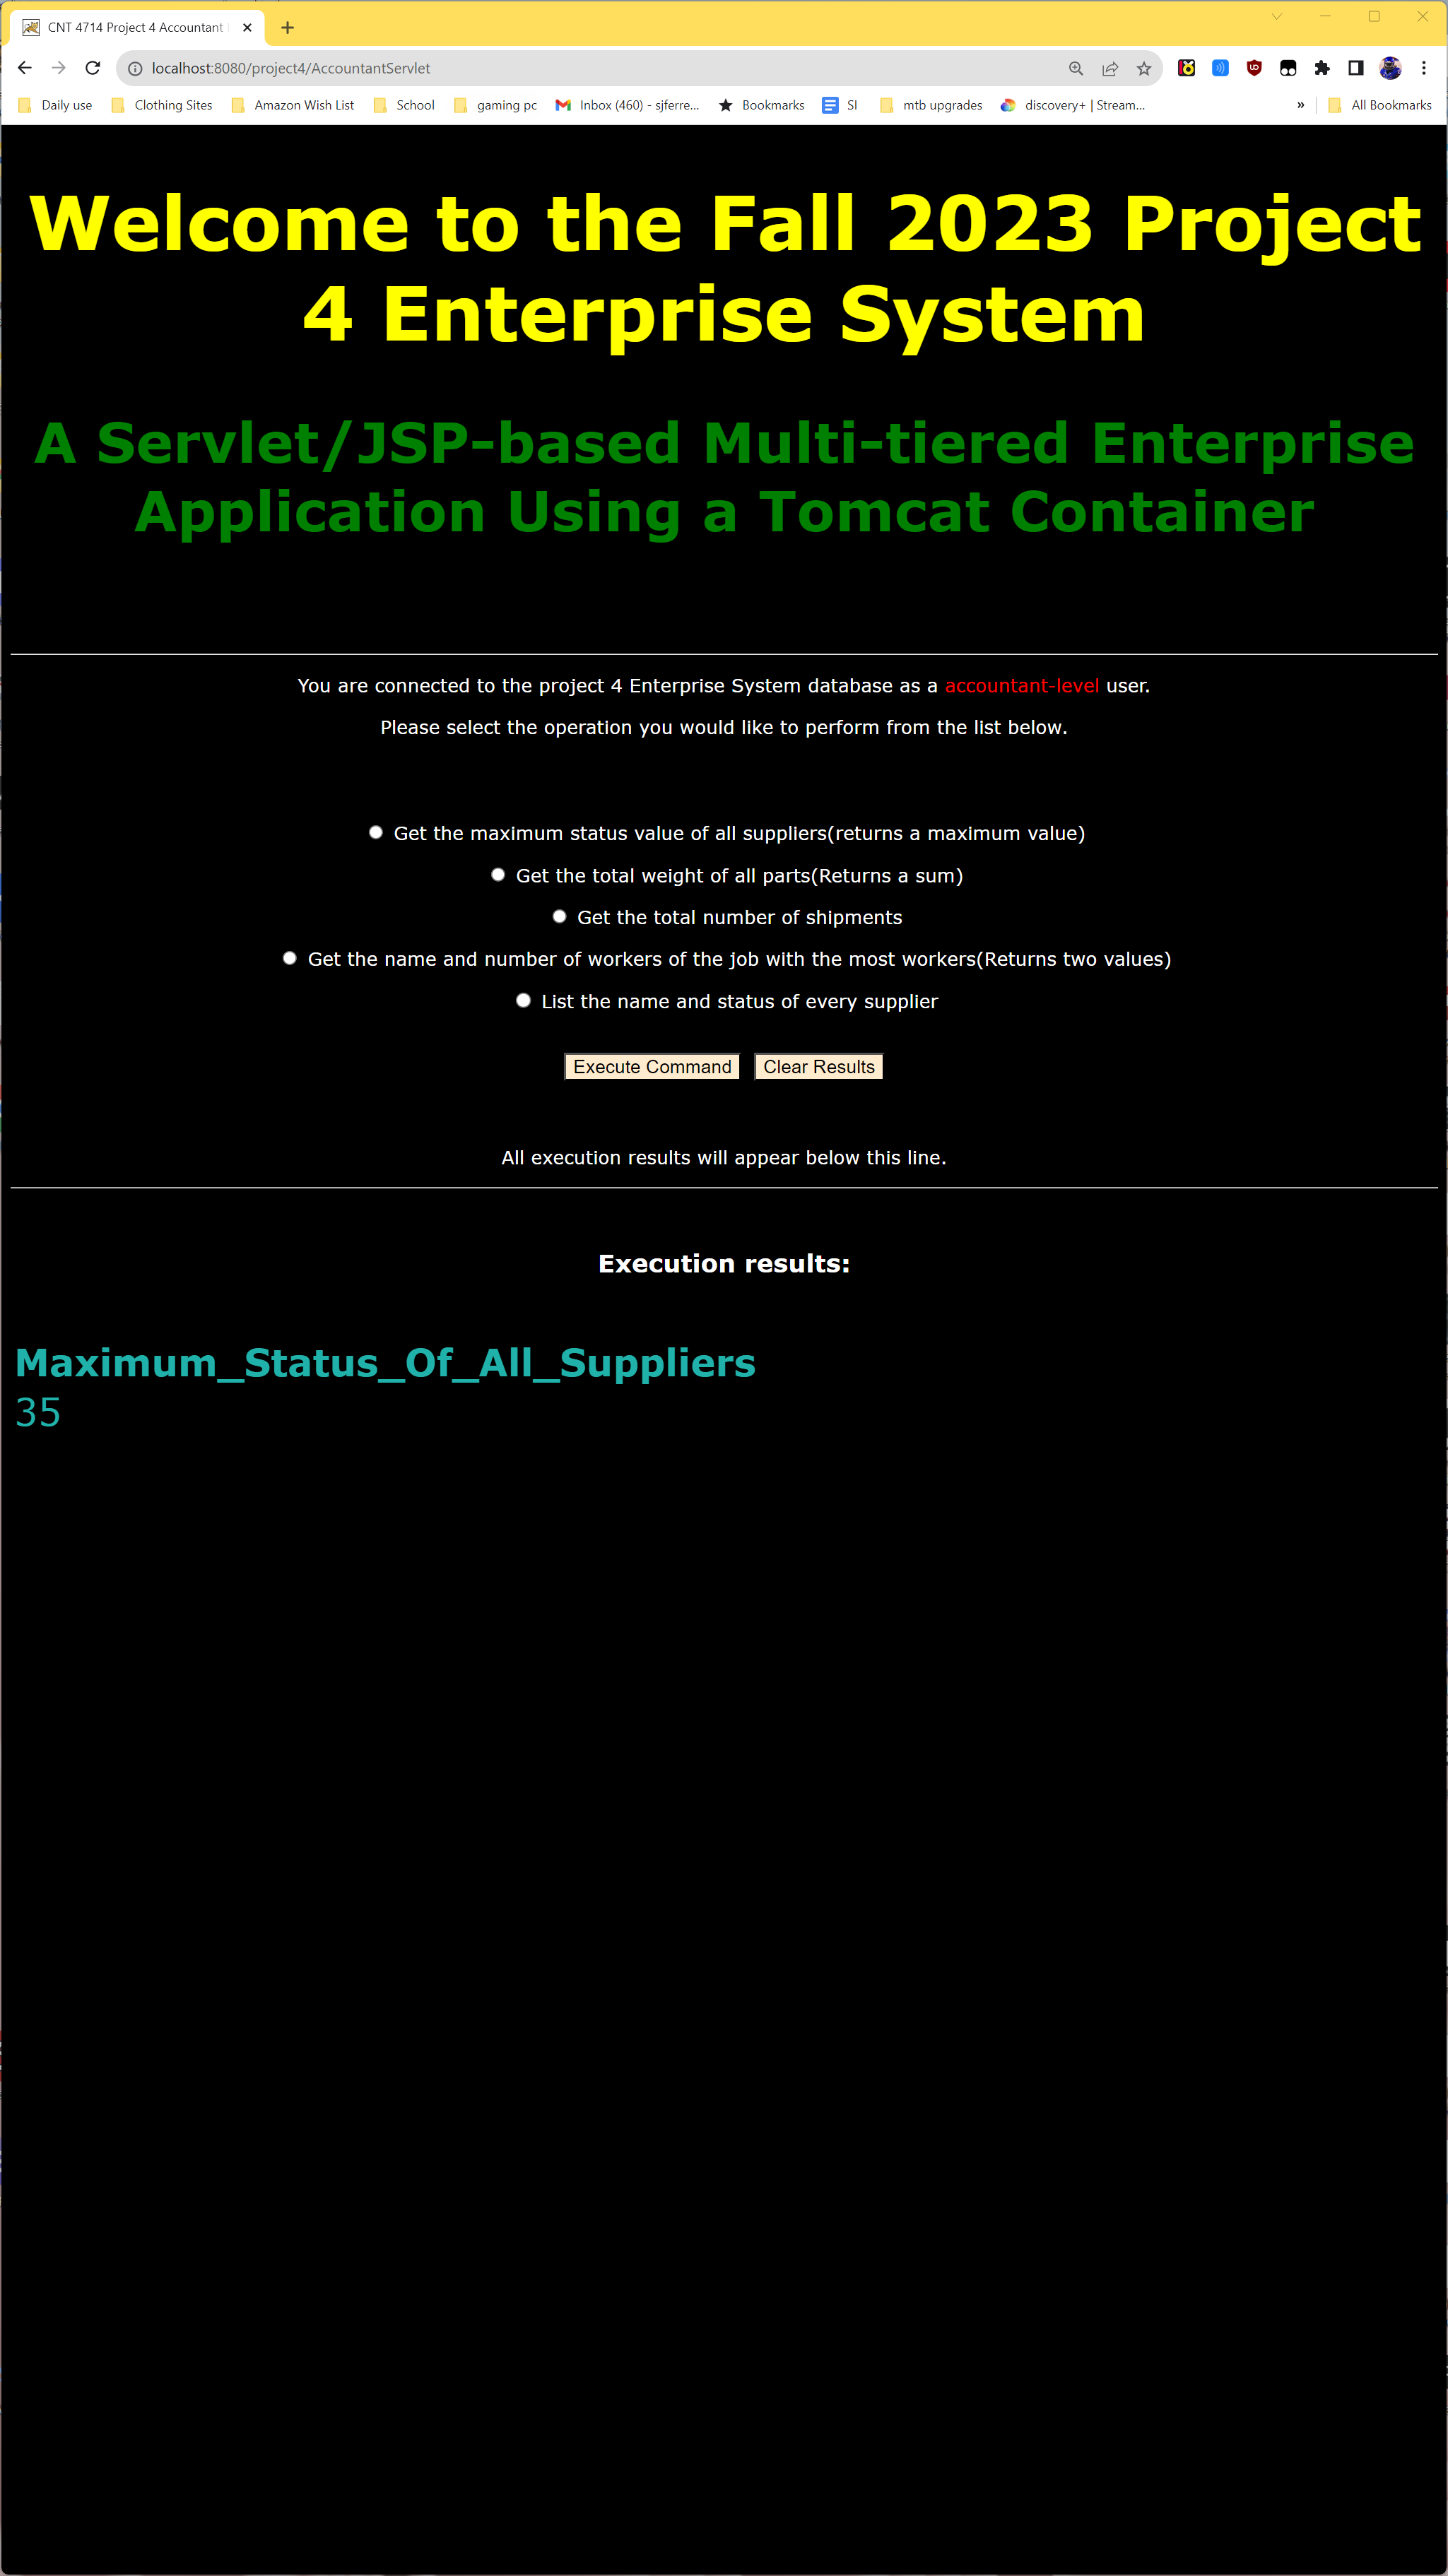 CNT 4714 Project 4 Accountant
localhost:8080/project4/AccountantServlet
Daily use Clothing Sites Amazon Wish List School gaming pc Inbox (460) - sjferre... Bookmarks SI mtb upgrades discovery+ | Stream... » All Bookmarks
Welcome to the Fall 2023 Project
4 Enterprise System
A Servlet/JSP-based Multi-tiered Enterprise
Application Using a Tomcat Container
You are connected to the project 4 Enterprise System database as a accountant-level user.
Please select the operation you would like to perform from the list below.
Get the maximum status value of all suppliers(returns a maximum value)
Get the total weight of all parts(Returns a sum)
Get the total number of shipments
Get the name and number of workers of the job with the most workers(Returns two values)
List the name and status of every supplier
Execute Command Clear Results
All execution results will appear below this line.
Execution results:
Maximum_Status_Of_All_Suppliers
35